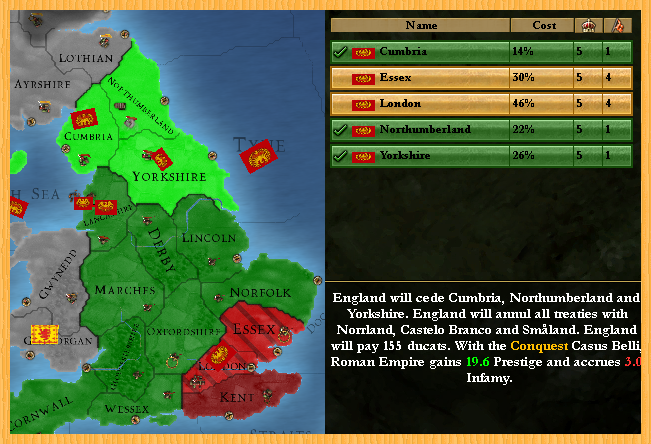 LOTHIAN
AYRSHIRE
NORTHUMBERLAND
CUMBRIA
TYNE
YORKSHIRE
H SEA
LANCASHIRE
LINCOLN
DERBY
GWYNEDD
MARCHES
NORFOLK
OXFORDSHIRE
ESSEX
LONDON
KENT
WESSEX
CORNWALL
STRAITS
Name Cost
Cumbria 14% 5 1
Essex 30% 5 4
London 46% 5 4
Northumberland 22% 5 1
Yorkshire 26% 5 1
England will cede Cumbria, Northumberland and
Yorkshire. England will annul all treaties with
Norrland, Castelo Branco and Småland. England
will pay 155 ducats. With the Conquest Casus Belli,
Roman Empire gains 19.6 Prestige and accrues 3.0
Infamy.